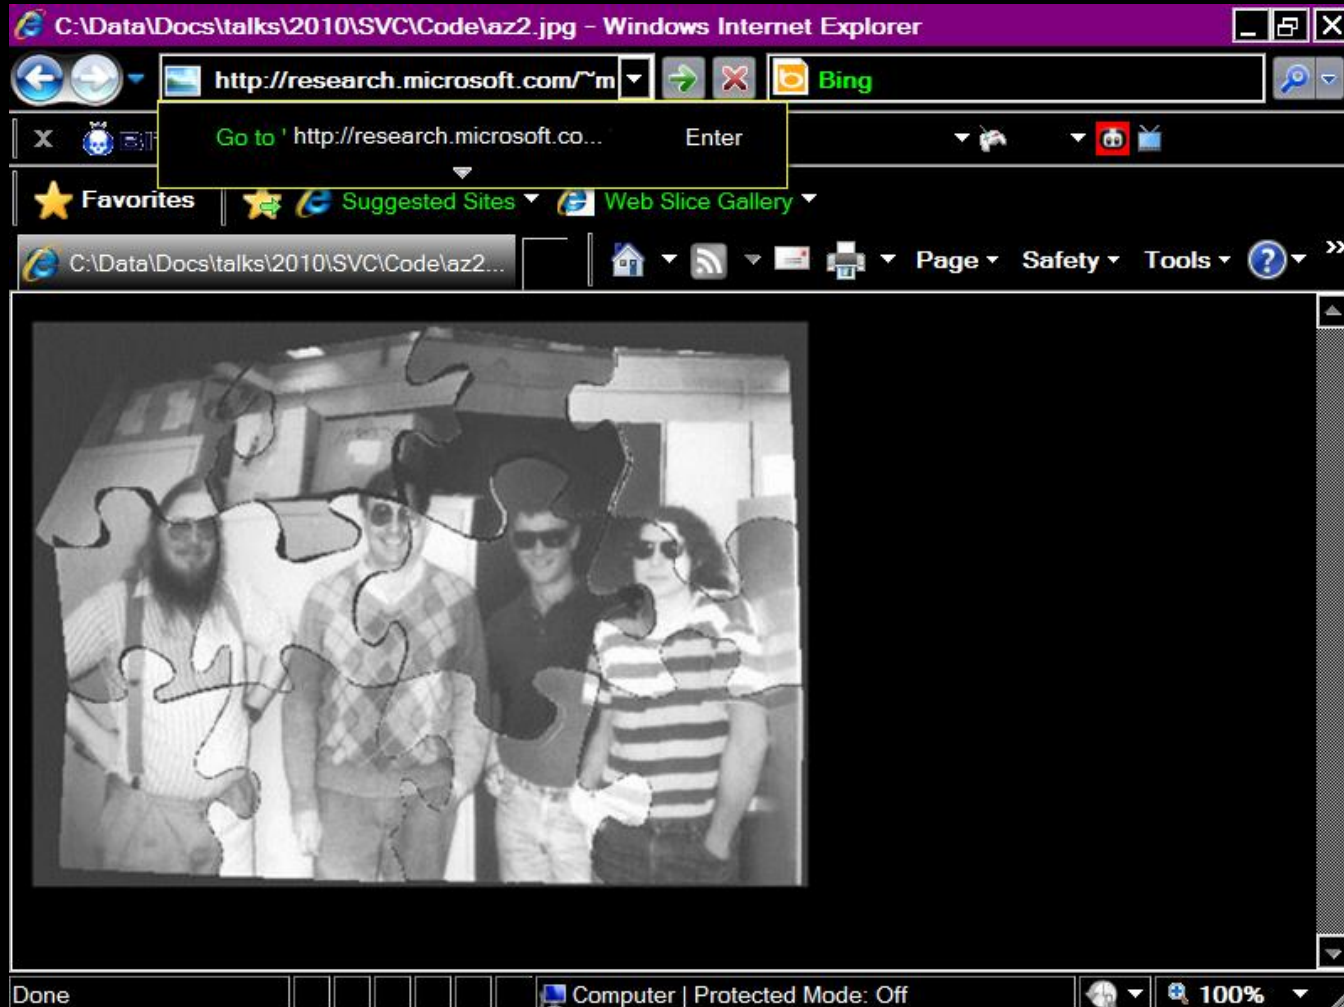 C:\Data\Docs\talks\2010\SVC\Code\az2.jpg - Windows Internet Explorer
http://research.microsoft.com/~m
Bing
Go to ' http://research.microsoft.co... Enter
x
Favorites Suggested Sites Web Slice Gallery
C:\Data\Docs\talks\2010\SVC\Code\az2... Page Safety Tools »
Done Computer | Protected Mode: Off 100%